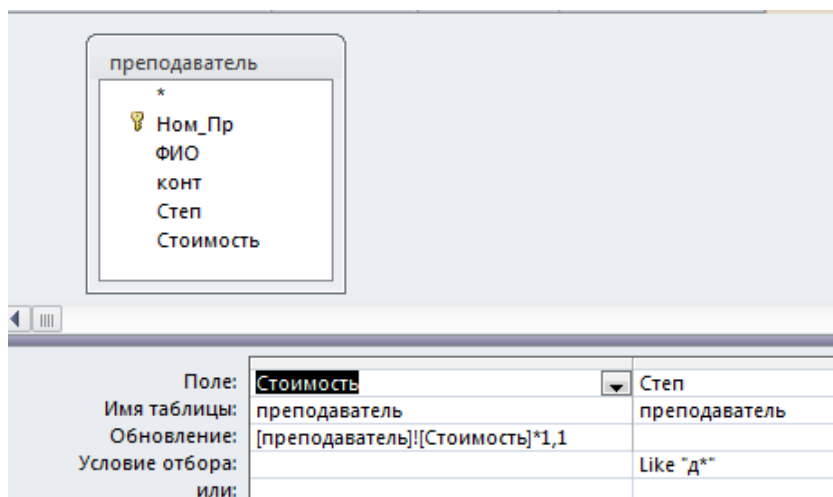 преподаватель
*
Ном_Пр
ФИО
конт
Степ
Стоимость
Поле: Стоимость Степ
Имя таблицы: преподаватель преподаватель
Обновление: [преподаватель]![Стоимость]*1,1
Условие отбора: Like "д*"
или: